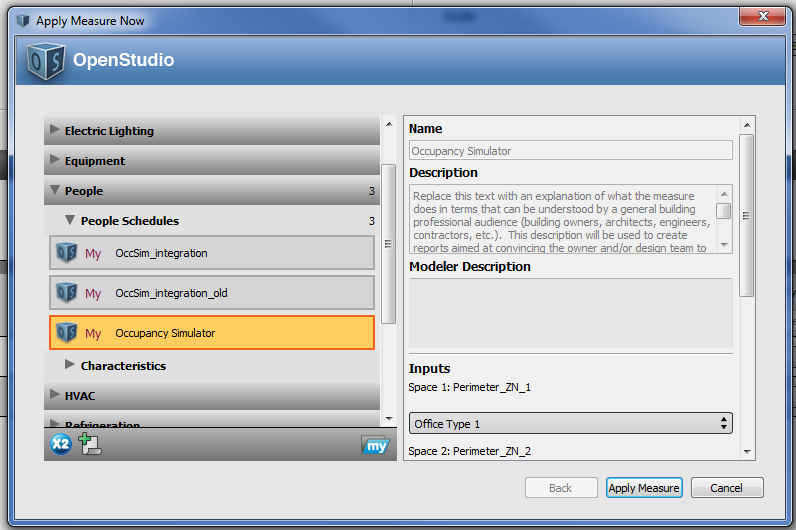 Apply Measure Now
OpenStudio
Electric Lighting
Equipment
People 3
People Schedules 3
My OccSim_integration
My OccSim_integration_old
My Occupancy Simulator
Characteristics
HVAC
Refrigeration
X2
my
Name
Occupancy Simulator
Description
Replace this text with an explanation of what the measure
does in terms that can be understood by a general building
professional audience (building owners, architects, engineers,
contractors, etc.). This description will be used to create
reports aimed at convincing the owner and/or design team to
Modeler Description
Inputs
Space 1: Perimeter_ZN_1
Office Type 1
Space 2: Perimeter_ZN_2
Back
Apply Measure
Cancel